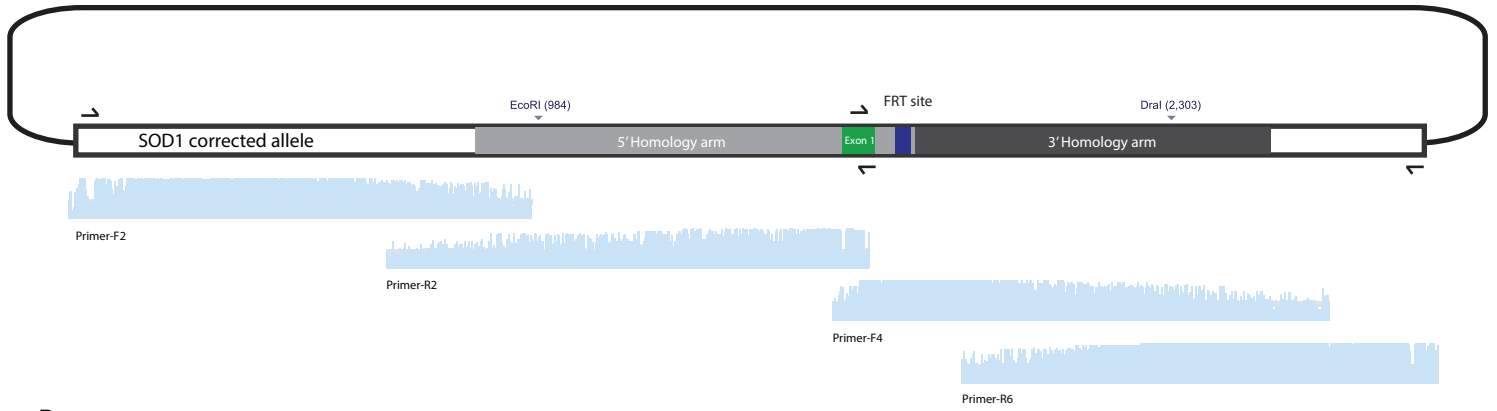 EcoRI (984)
FRT site
DraI (2,303)
SOD1 corrected allele
5' Homology arm
Exon 1
3' Homology arm
Primer-F2
Primer-R2
Primer-F4
Primer-R6